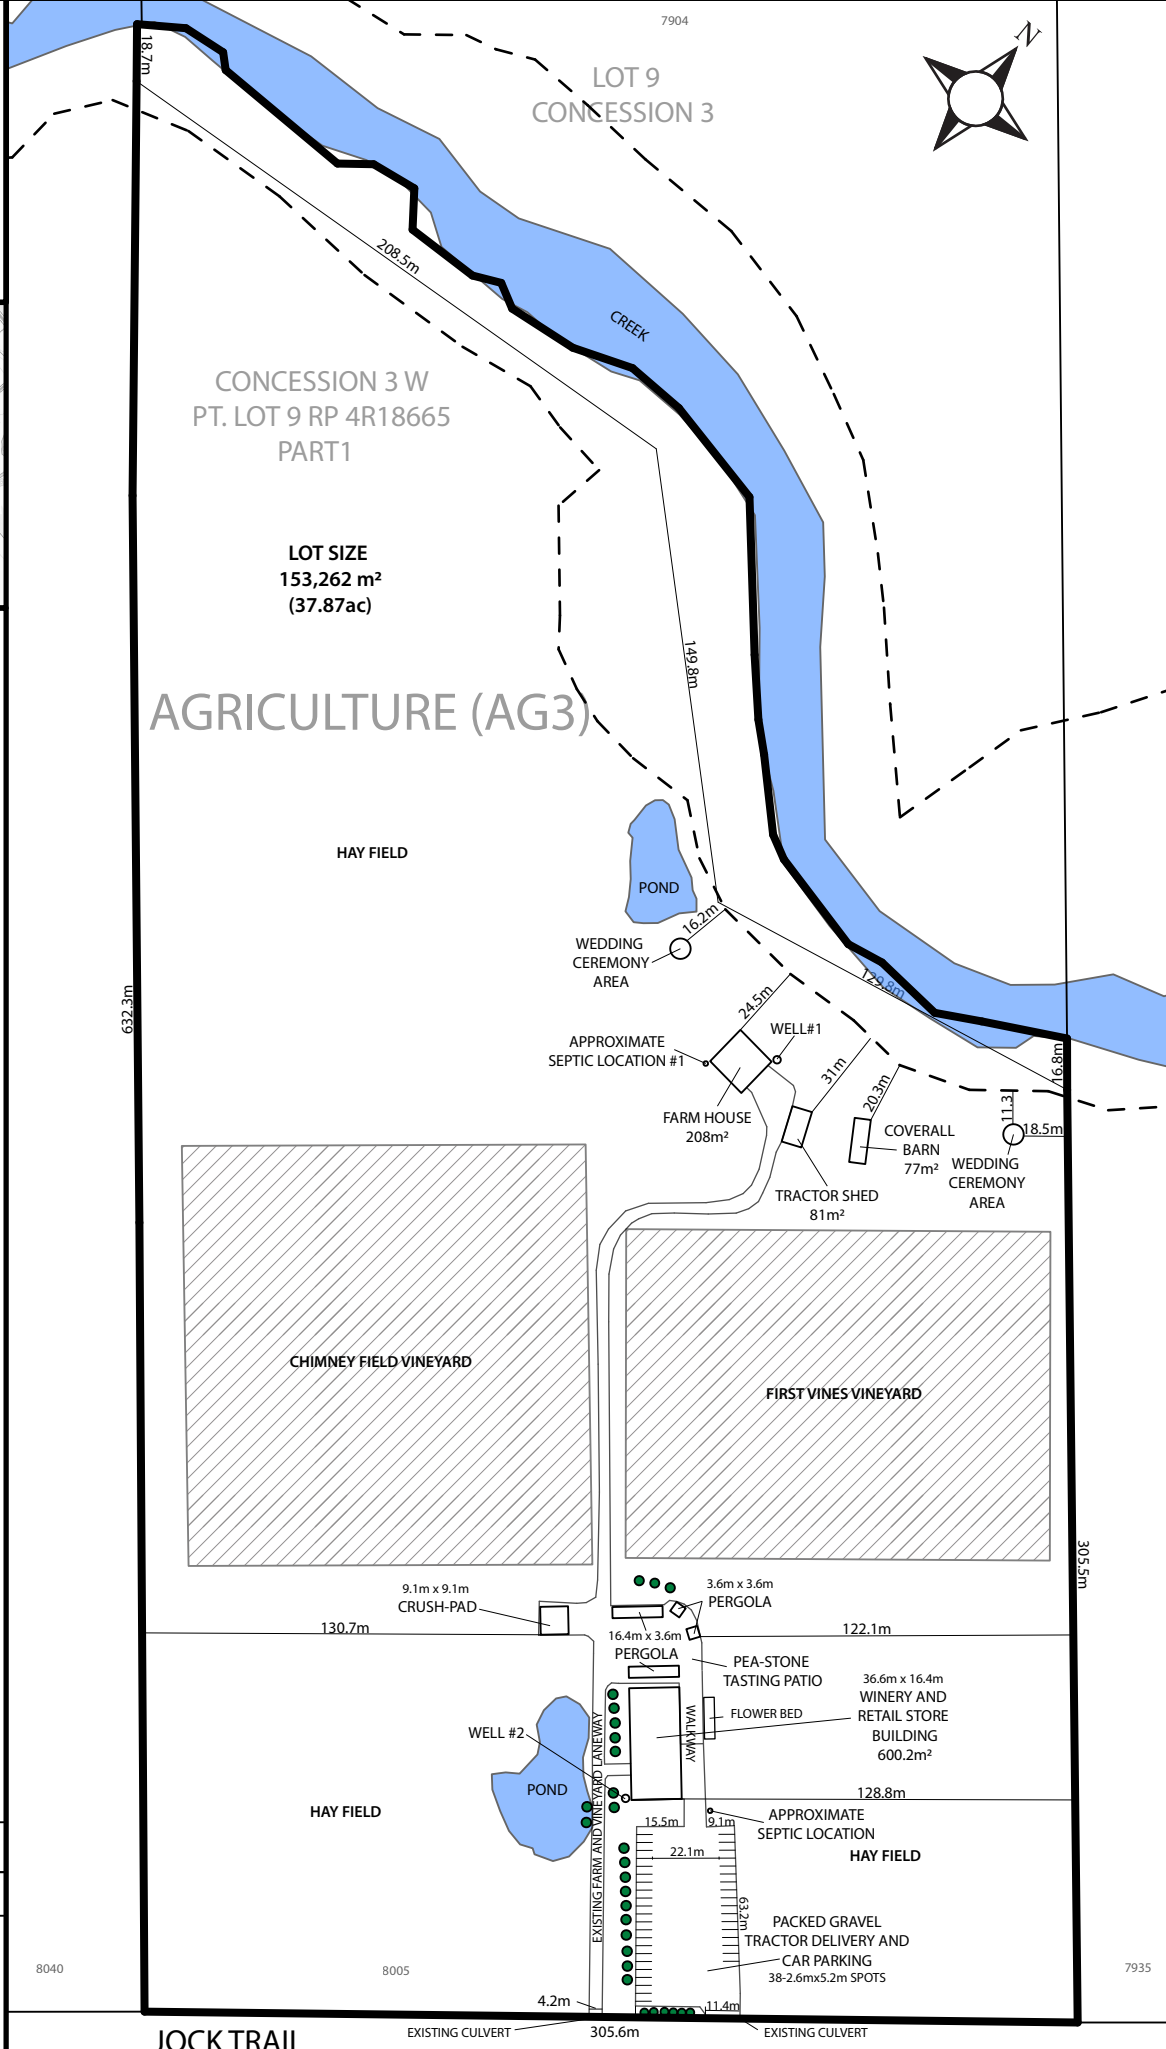 7904
N
LOT 9
CONCESSION 3
18.7m
208.5m
CREEK
CONCESSION 3 W
PT. LOT 9 RP 4R18665
PART1
LOT SIZE
153,262 m²
(37.87ac)
149.8m
AGRICULTURE (AG3)
HAY FIELD
POND
16.2m
WEDDING
CEREMONY
AREA
129.8m
632.3m
24.5m
WELL#1
APPROXIMATE
SEPTIC LOCATION #1
31m
16.8m
20.3m
11.3
FARM HOUSE
208m²
18.5m
COVERALL
BARN
77m²
WEDDING
CEREMONY
AREA
TRACTOR SHED
81m²
CHIMNEY FIELD VINEYARD
FIRST VINES VINEYARD
305.5m
9.1m x 9.1m
CRUSH-PAD
3.6m x 3.6m
PERGOLA
130.7m
122.1m
16.4m x 3.6m
PERGOLA
PEA-STONE
TASTING PATIO
36.6m x 16.4m
WINERY AND
RETAIL STORE
BUILDING
600.2m²
WALKWAY
FLOWER BED
WELL #2
POND
EXISTING FARM AND VINEYARD LANEWAY
128.8m
HAY FIELD
APPROXIMATE
SEPTIC LOCATION
15.5m
9.1m
22.1m
HAY FIELD
63.2m
PACKED GRAVEL
TRACTOR DELIVERY AND
CAR PARKING
38-2.6mx5.2m SPOTS
8040
8005
7935
4.2m
11.4m
EXISTING CULVERT
305.6m
EXISTING CULVERT
JOCK TRAIL